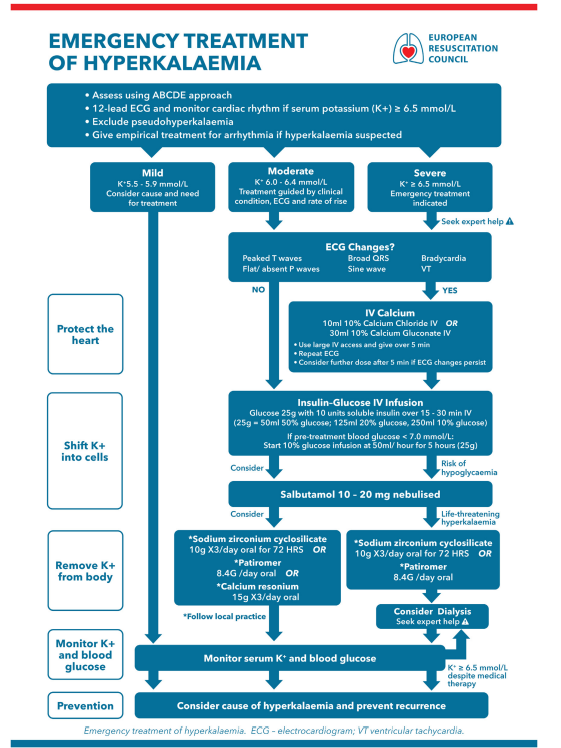 EMERGENCY TREATMENT
OF HYPERKALAEMIA
EUROPEAN
RESUSCITATION
COUNCIL
• Assess using ABCDE approach
• 12-lead ECG and monitor cardiac rhythm if serum potassium (K+) ≥ 6.5 mmol/L
• Exclude pseudohyperkalaemia
• Give empirical treatment for arrhythmia if hyperkalaemia suspected
Mild
K⁺5.5 - 5.9 mmol/L
Consider cause and need
for treatment
Moderate
K⁺ 6.0 - 6.4 mmol/L
Treatment guided by clinical
condition, ECG and rate of rise
Severe
K⁺ ≥ 6.5 mmol/L
Emergency treatment
indicated
Seek expert help ⚠
ECG Changes?
Peaked T waves Broad QRS Bradycardia
Flat/ absent P waves Sine wave VT
NO
YES
Protect the
heart
IV Calcium
10ml 10% Calcium Chloride IV OR
30ml 10% Calcium Gluconate IV
• Use large IV access and give over 5 min
• Repeat ECG
• Consider further dose after 5 min if ECG changes persist
Shift K+
into cells
Insulin–Glucose IV Infusion
Glucose 25g with 10 units soluble insulin over 15 - 30 min IV
(25g = 50ml 50% glucose; 125ml 20% glucose, 250ml 10% glucose)
If pre-treatment blood glucose < 7.0 mmol/L:
Start 10% glucose infusion at 50ml/ hour for 5 hours (25g)
Consider
Risk of
hypoglycaemia
Salbutamol 10 – 20 mg nebulised
Consider
Life-threatening
hyperkalaemia
Remove K+
from body
*Sodium zirconium cyclosilicate
10g X3/day oral for 72 HRS OR
*Patiromer
8.4G /day oral OR
*Calcium resonium
15g X3/day oral
*Follow local practice
*Sodium zirconium cyclosilicate
10g X3/day oral for 72 HRS OR
*Patiromer
8.4G /day oral
Consider Dialysis
Seek expert help ⚠
Monitor K+
and blood
glucose
Monitor serum K⁺ and blood glucose
K⁺ ≥ 6.5 mmol/L
despite medical
therapy
Prevention
Consider cause of hyperkalaemia and prevent recurrence
Emergency treatment of hyperkalaemia. ECG – electrocardiogram; VT ventricular tachycardia.